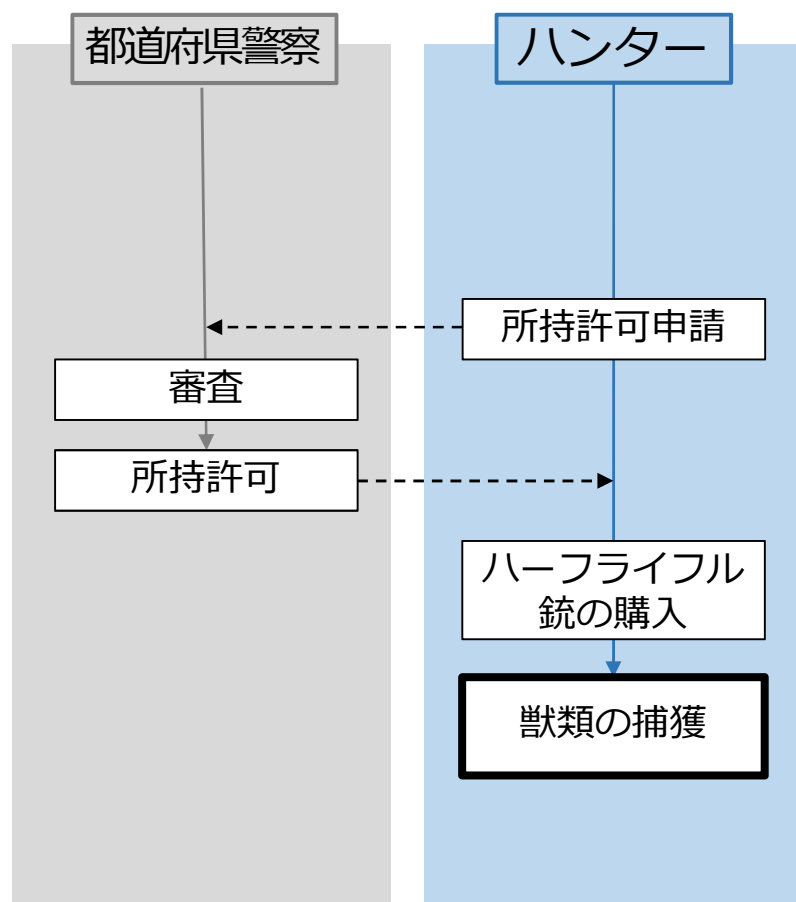 都道府県警察
ハンター
所持許可申請
審査
所持許可
ハーフライフル
銃の購入
獣類の捕獲